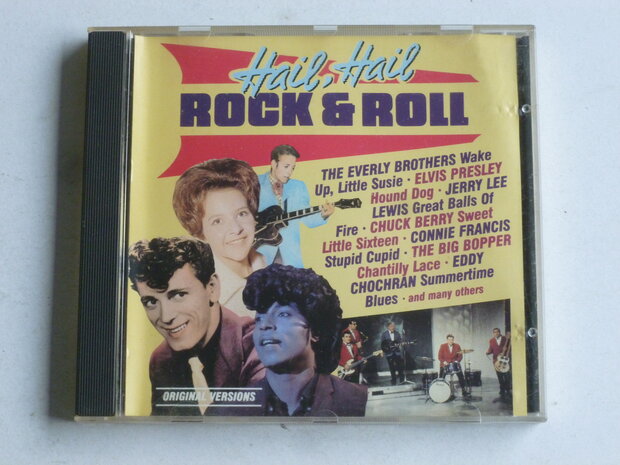 Hail, Hail
ROCK & ROLL
THE EVERLY BROTHERS Wake
Up, Little Susie · ELVIS PRESLEY
Hound Dog · JERRY LEE
LEWIS Great Balls Of
Fire · CHUCK BERRY Sweet
Little Sixteen · CONNIE FRANCIS
Stupid Cupid · THE BIG BOPPER
Chantilly Lace · EDDY
CHOCHRAN Summertime
Blues · and many others
ORIGINAL VERSIONS